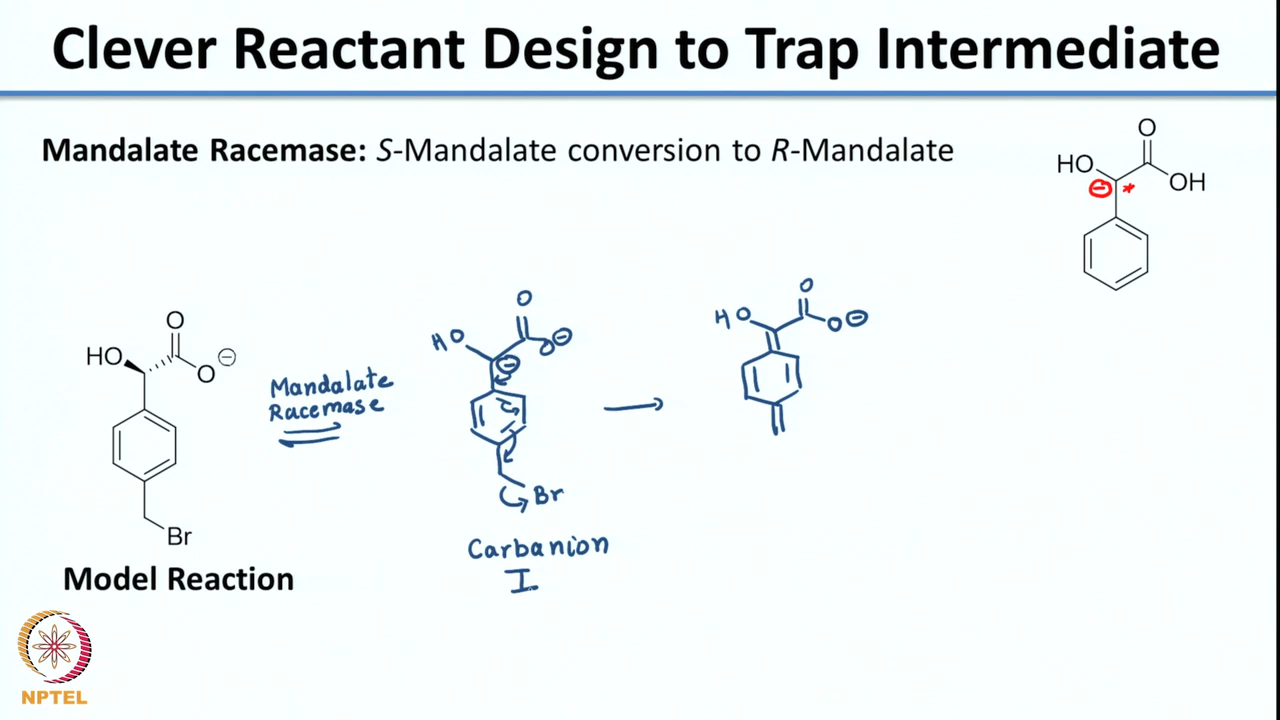 Clever Reactant Design to Trap Intermediate
Mandalate Racemase: S-Mandalate conversion to R-Mandalate
O
HO
OH
⊖ *
O
HO
O ⊖
Br
Mandalate
Racemase
O
HO
O ⊖
⊖
Br
O
HO
O ⊖
Carbanion
I
Model Reaction
NPTEL